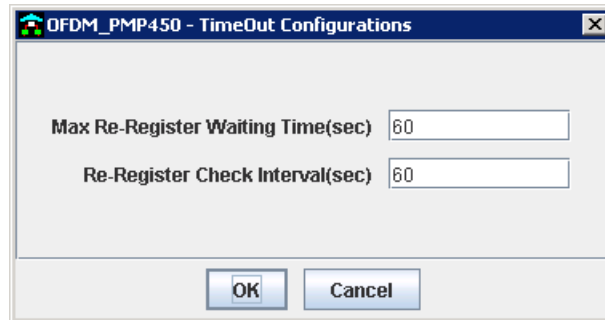 OFDM_PMP450 - TimeOut Configurations
Max Re-Register Waiting Time(sec) 60
Re-Register Check Interval(sec) 60
OK Cancel